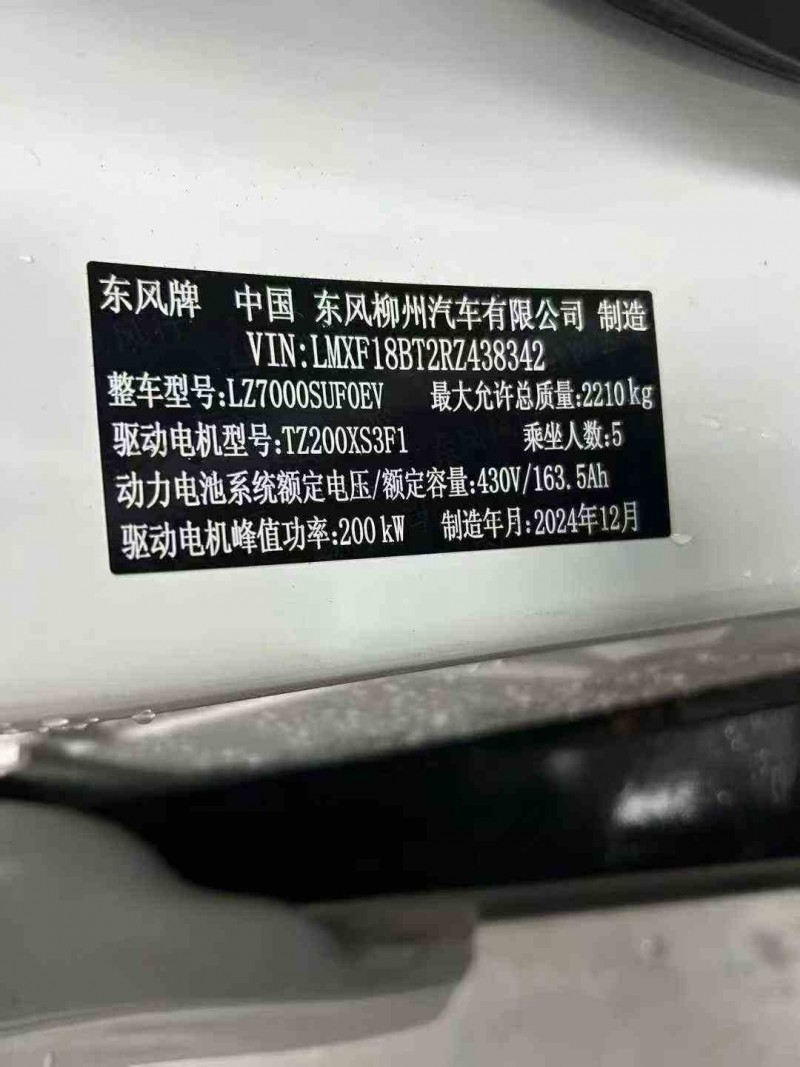 东风牌 中国 东风柳州汽车有限公司 制造
VIN:LMXF18BT2RZ438342
整车型号:LZ7000SUF0EV 最大允许总质量:2210kg
驱动电机型号:TZ200XS3F1 乘坐人数:5
动力电池系统额定电压/额定容量:430V/163.5Ah
驱动电机峰值功率:200kW 制造年月:2024年12月